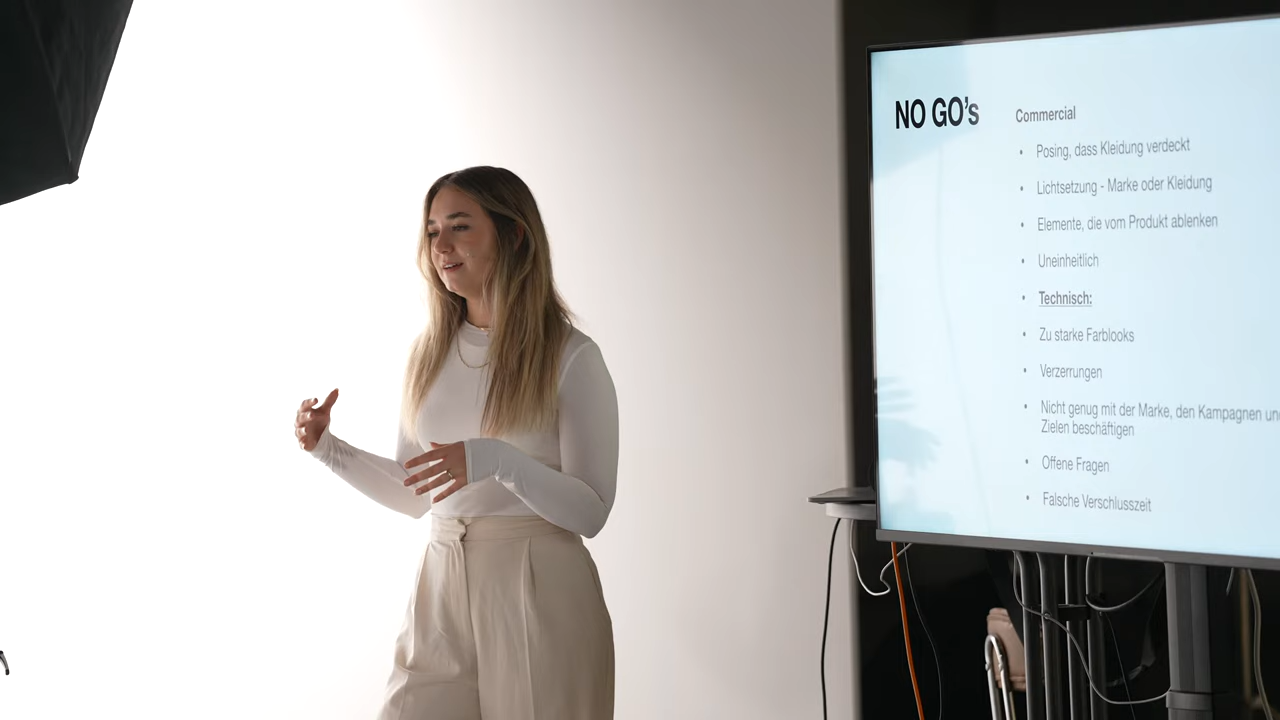 NO GO's
Commercial
• Posing, dass Kleidung verdeckt
• Lichtsetzung - Marke oder Kleidung
• Elemente, die vom Produkt ablenken
• Uneinheitlich
• Technisch:
• Zu starke Farblooks
• Verzerrungen
• Nicht genug mit der Marke, den Kampagnen
Zielen beschäftigen
• Offene Fragen
• Falsche Verschlusszeit